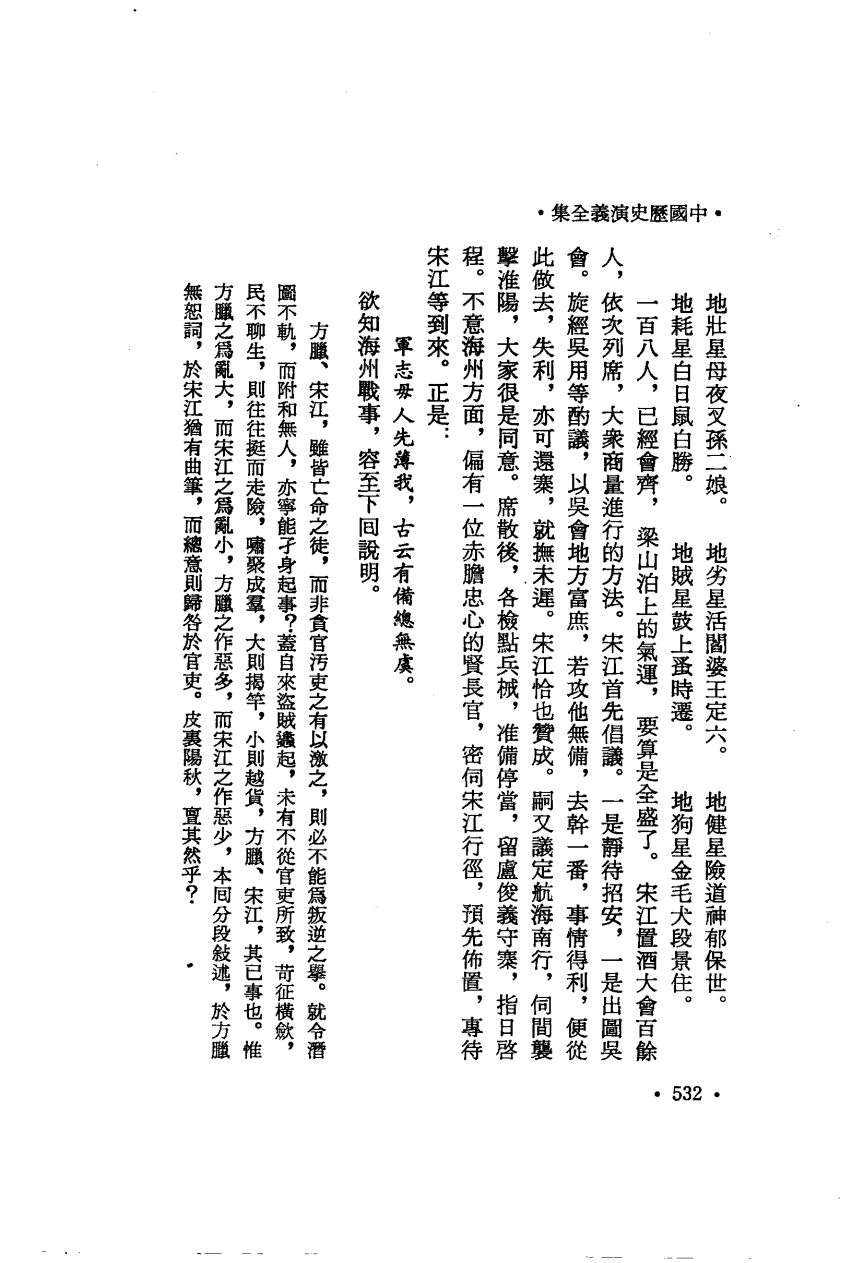 •中國歷史演義全集•
地壯星母夜叉孫二娘。 地劣星活閻婆王定六。 地健星險道神郁保世。
地耗星白日鼠白勝。 地賊星鼓上蚤時遷。 地狗星金毛犬段景住。
一百八人，已經會齊，梁山泊上的氣運，要算是全盛了。宋江置酒大會百餘
人，依次列席，大衆商量進行的方法。宋江首先倡議。一是靜待招安，一是出圖吳
會。旋經吳用等酌議，以吳會地方富庶，若攻他無備，去幹一番，事情得利，便從
此做去，失利，亦可還寨，就撫未遲。宋江恰也贊成。嗣又議定航海南行，伺間襲
擊淮陽，大家很是同意。席散後，各檢點兵械，准備停當，留盧俊義守寨，指日啓
程。不意海州方面，偏有一位赤膽忠心的賢長官，密伺宋江行徑，預先佈置，專待
宋江等到來。正是：
軍志毋人先薄我，古云有備總無虞。
欲知海州戰事，容至下回說明。
方臘、宋江，雖皆亡命之徒，而非貪官汚吏之有以激之，則必不能爲叛逆之擧。就令潛
圖不軌，而附和無人，亦寧能孑身起事？蓋自來盜賊蠭起，未有不從官吏所致，苛征橫歛，
民不聊生，則往往挺而走險，嘯聚成羣，大則揭竿，小則越貨，方臘、宋江，其已事也。惟
方臘之爲亂大，而宋江之爲亂小，方臘之作惡多，而宋江之作惡少，本回分段敍述，於方臘
無恕詞，於宋江猶有曲筆，而總意則歸咎於官吏。皮裏陽秋，亶其然乎？
•532•